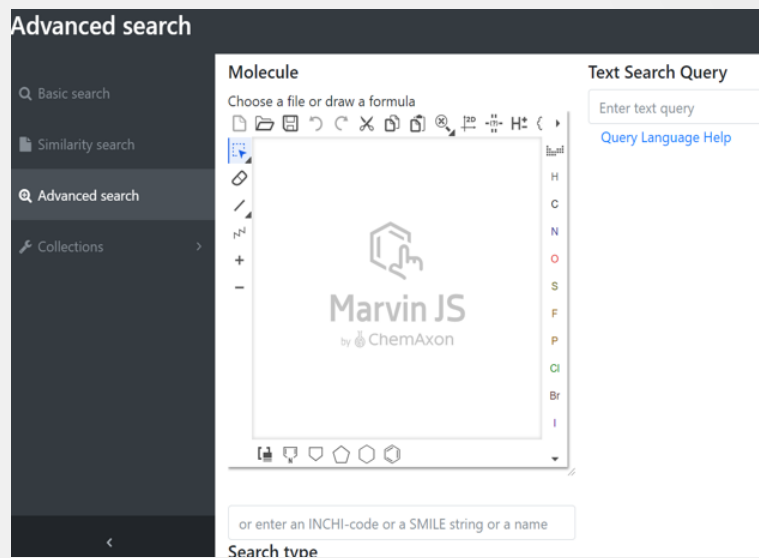 Advanced search
Basic search
Similarity search
Advanced search
Collections
Molecule
Choose a file or draw a formula
2D
H±
H
C
N
O
S
F
P
Cl
Br
I
Marvin JS
by ChemAxon
N
or enter an INCHI-code or a SMILE string or a name
Search type
Text Search Query
Enter text query
Query Language Help